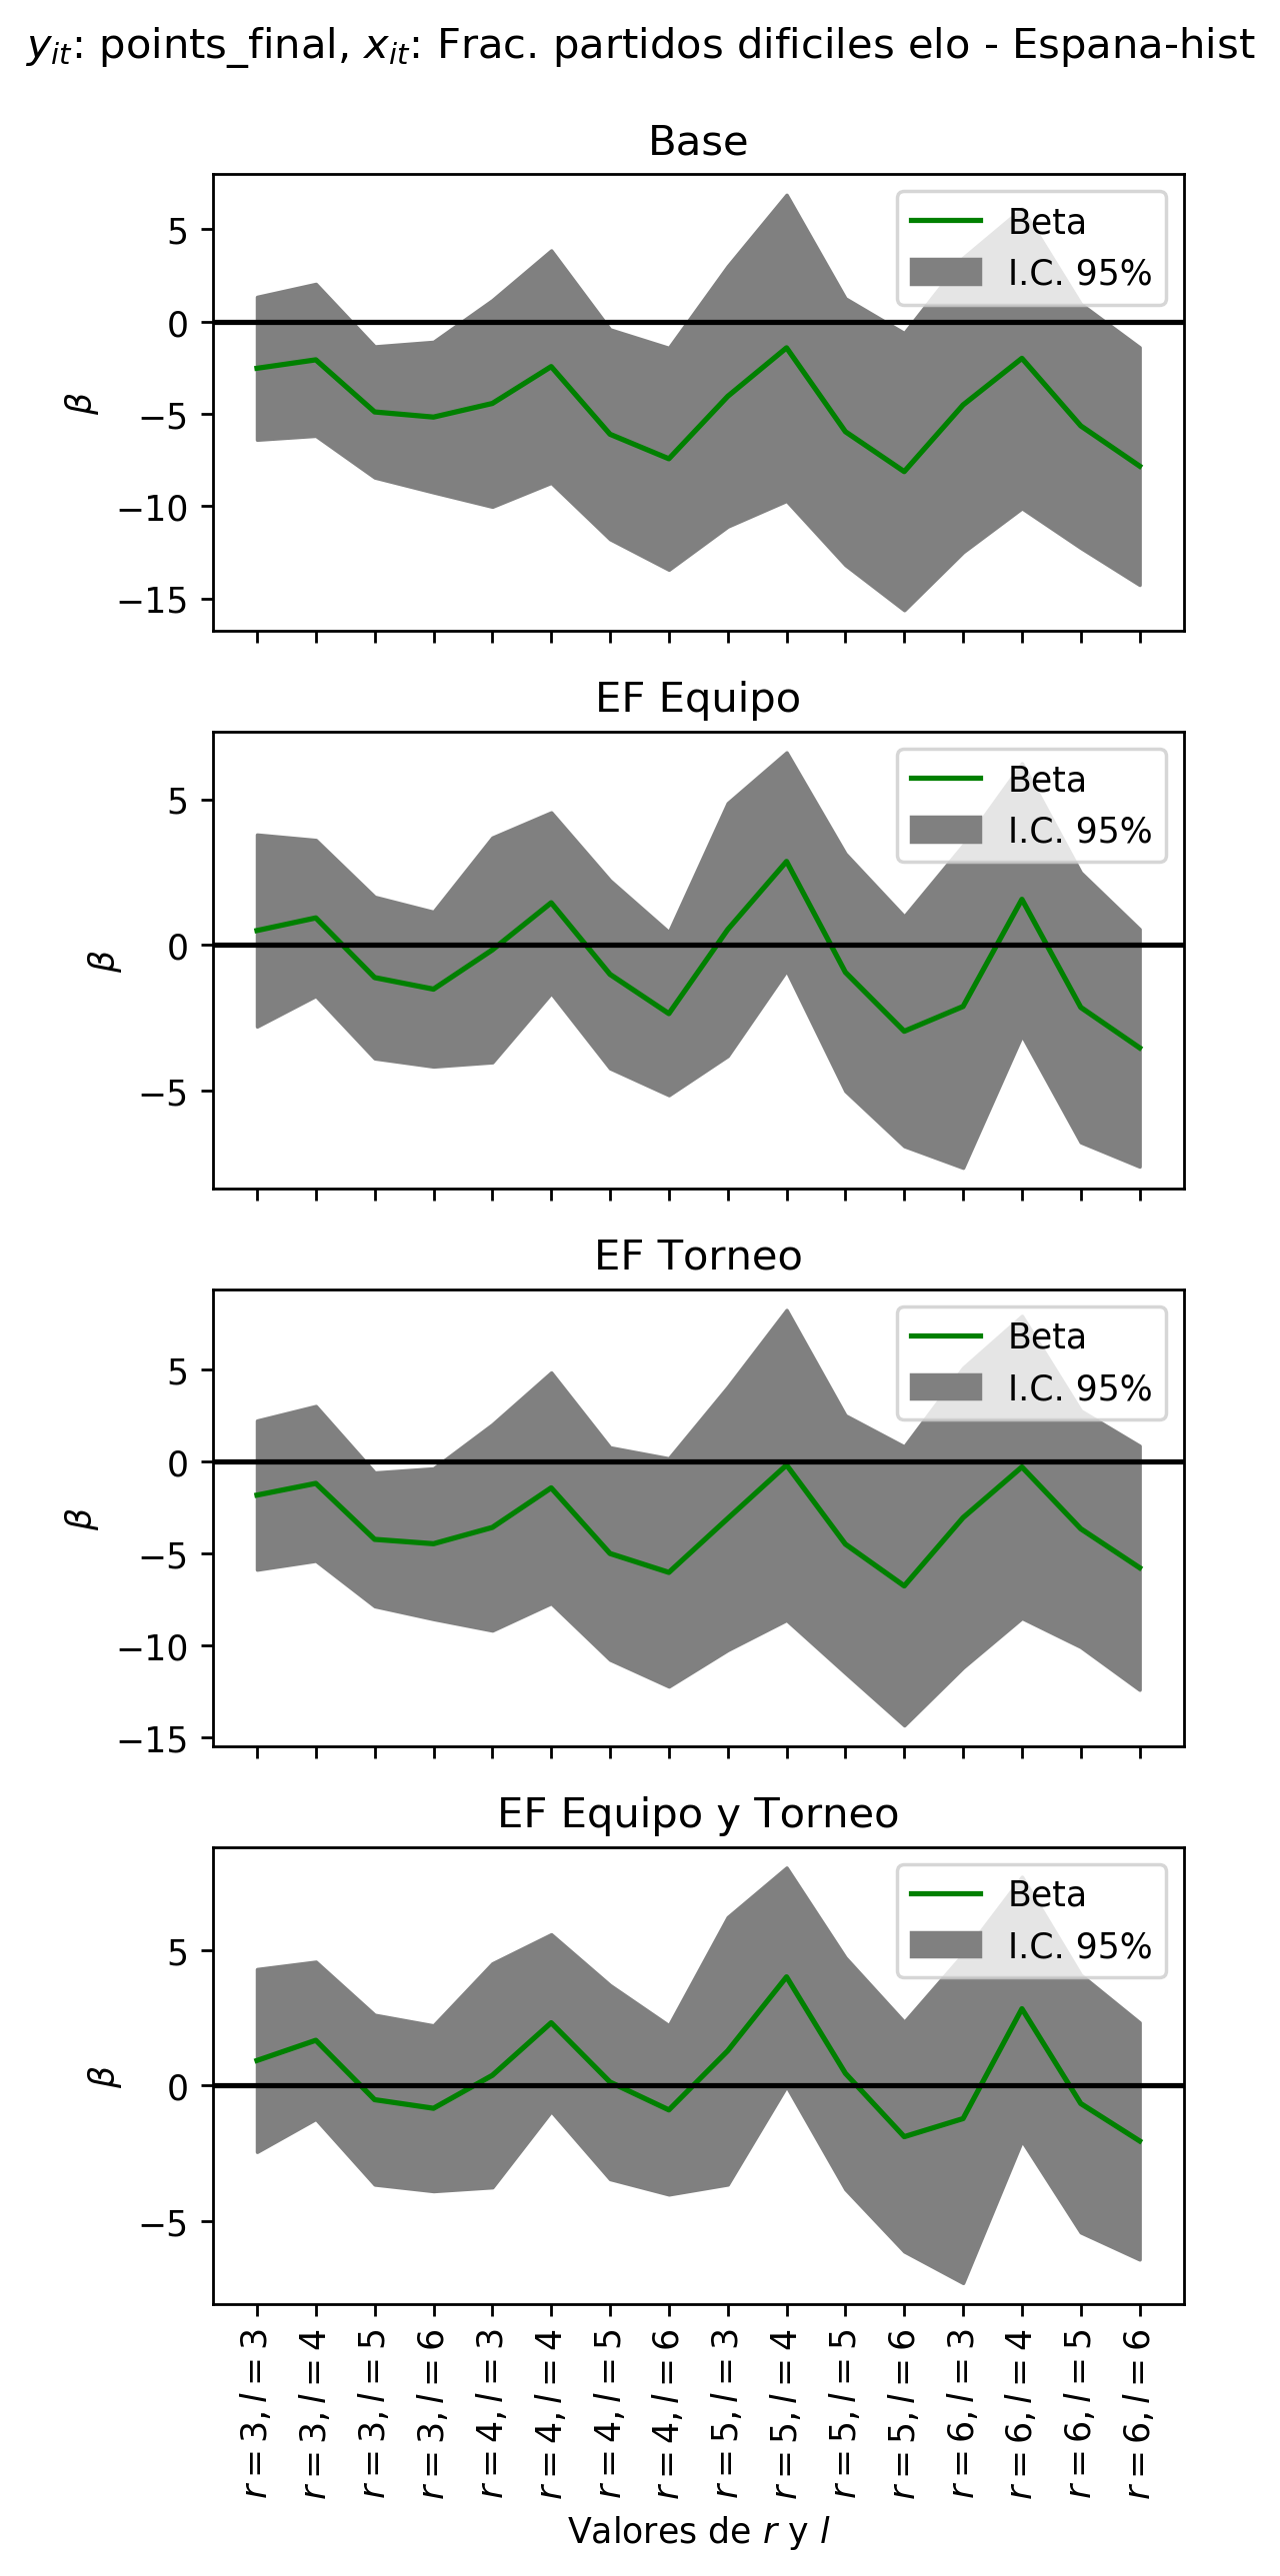 y_it: points_final, x_it: Frac. partidos dificiles elo - Espana-hist
Base
Beta
I.C. 95%
5
0
−5
−10
−15
β
EF Equipo
Beta
I.C. 95%
5
0
−5
β
EF Torneo
Beta
I.C. 95%
5
0
−5
−10
−15
β
EF Equipo y Torneo
Beta
I.C. 95%
5
0
−5
β
r = 3, l = 3
r = 3, l = 4
r = 3, l = 5
r = 3, l = 6
r = 4, l = 3
r = 4, l = 4
r = 4, l = 5
r = 4, l = 6
r = 5, l = 3
r = 5, l = 4
r = 5, l = 5
r = 5, l = 6
r = 6, l = 3
r = 6, l = 4
r = 6, l = 5
r = 6, l = 6
Valores de r y l